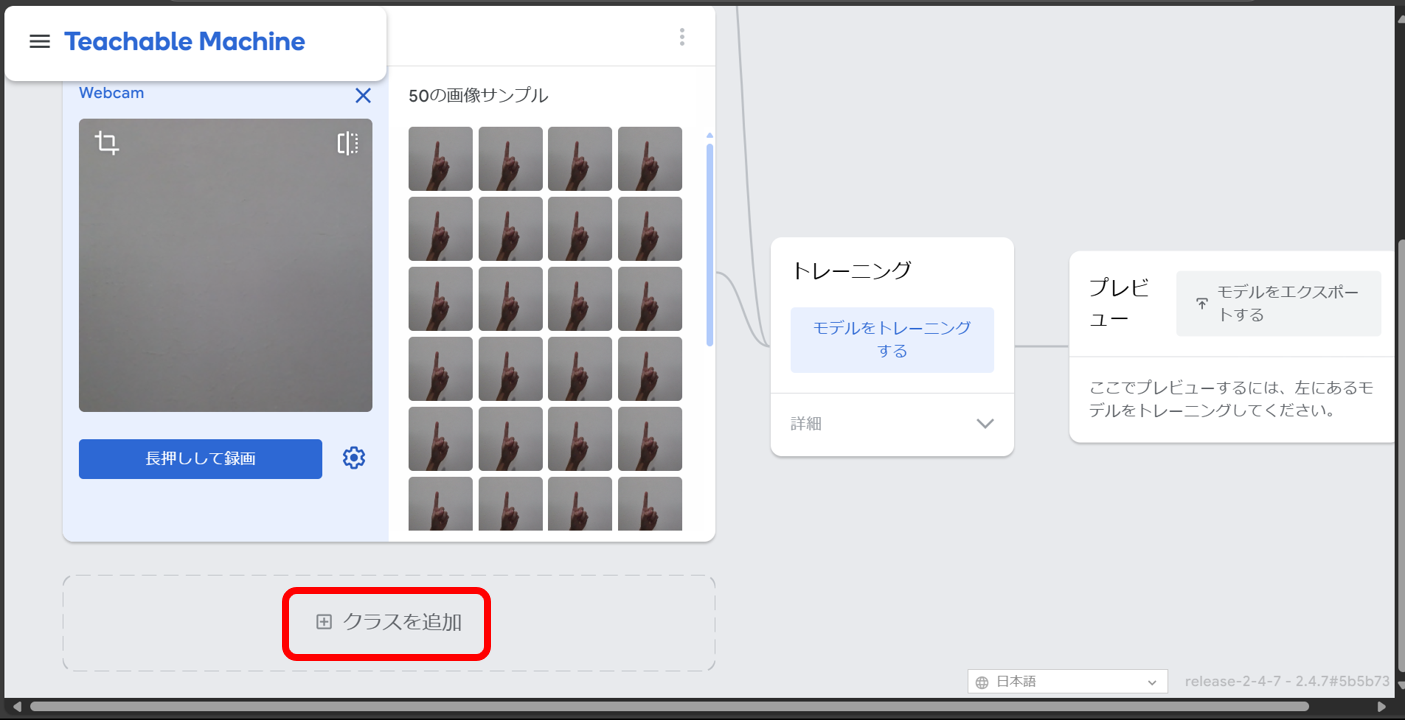 Teachable Machine
Webcam
50の画像サンプル
長押しして録画
クラスを追加
トレーニング
モデルをトレーニング
する
詳細
プレビ
ュー
モデルをエクスポー
トする
ここでプレビューするには、左にあるモ
デルをトレーニングしてください。
日本語
release-2-4-7 - 2.4.7#5b5b73